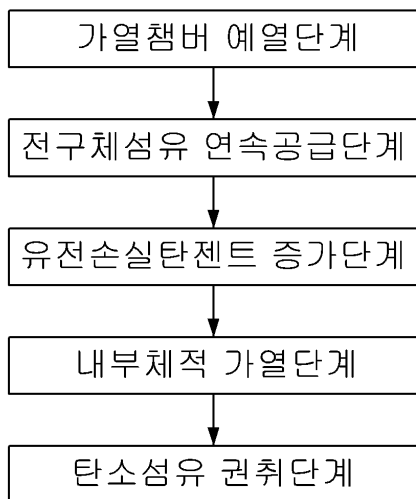 가열챔버 예열단계
전구체섬유 연속공급단계
유전손실탄젠트 증가단계
내부체적 가열단계
탄소섬유 권취단계